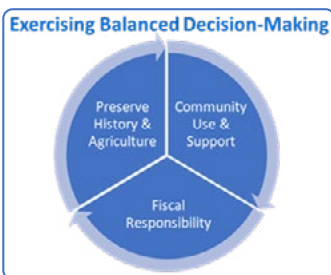 Exercising Balanced Decision-Making
Preserve
History &
Agriculture
Community
Use &
Support
Fiscal
Responsibility